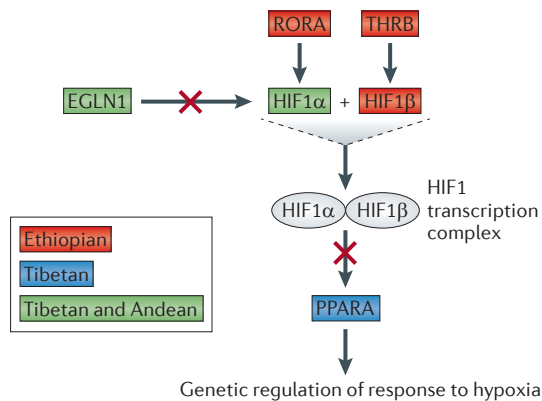 RORA THRB
EGLN1 HIF1α + HIF1β
HIF1α HIF1β
HIF1
transcription
complex
Ethiopian
Tibetan
Tibetan and Andean
PPARA
Genetic regulation of response to hypoxia